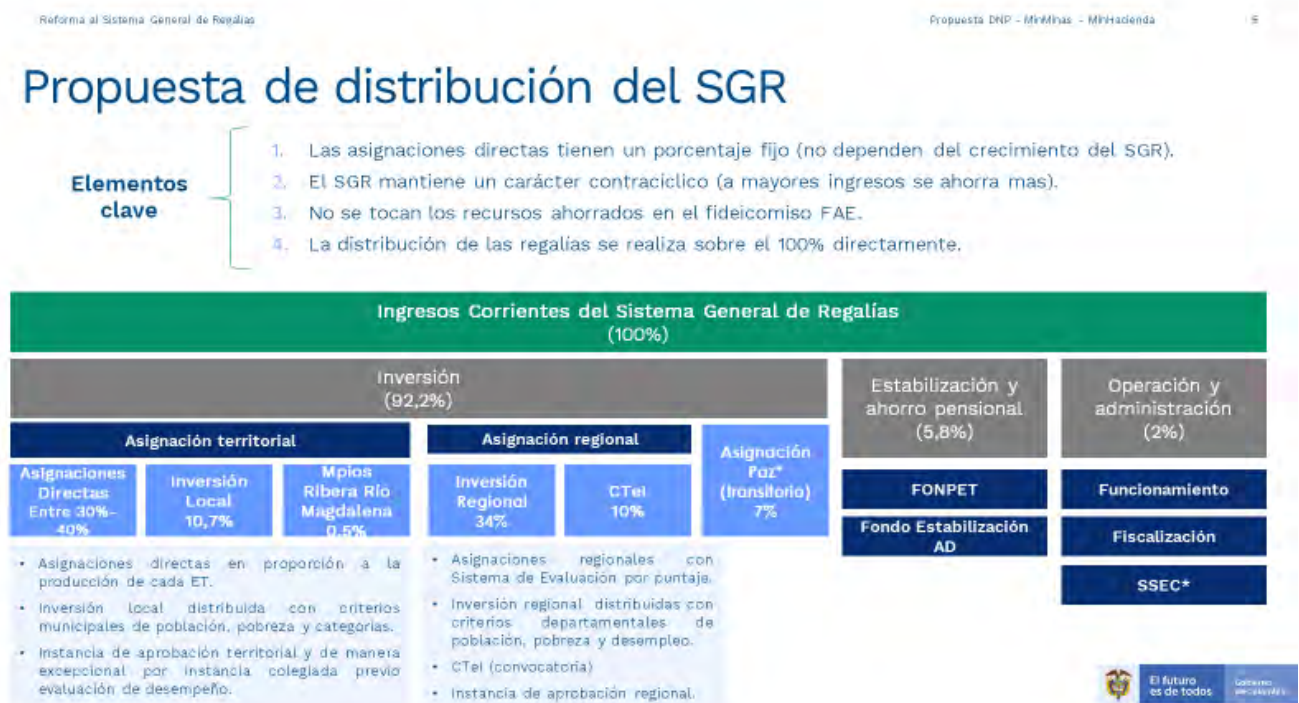 Reforma al Sistema General de Regalías
Propuesta DNP - MinMinas - MinHacienda
5
Propuesta de distribución del SGR
Elementos
clave
1. Las asignaciones directas tienen un porcentaje fijo (no dependen del crecimiento del SGR).
2. El SGR mantiene un carácter contracíclico (a mayores ingresos se ahorra mas).
3. No se tocan los recursos ahorrados en el fideicomiso FAE.
4. La distribución de las regalías se realiza sobre el 100% directamente.
Ingresos Corrientes del Sistema General de Regalías
(100%)
Inversión
(92,2%)
Asignación territorial
Asignaciones
Directas
Entre 30%-
40%
Inversión
Local
10,7%
Mpios
Ribera Río
Magdalena
0,5%
• Asignaciones directas en proporción a la
producción de cada ET.
• Inversión local distribuida con criterios
municipales de población, pobreza y categorías.
• Instancia de aprobación territorial y de manera
excepcional por instancia colegiada previo
evaluación de desempeño.
Asignación regional
Inversión
Regional
34%
CTeI
10%
• Asignaciones regionales con
Sistema de Evaluación por puntaje.
• Inversión regional distribuidas con
criterios departamentales de
población, pobreza y desempleo.
• CTeI (convocatoria)
• Instancia de aprobación regional.
Asignación
Paz*
(transitorio)
7%
Estabilización y
ahorro pensional
(5,8%)
FONPET
Fondo Estabilización
AD
Operación y
administración
(2%)
Funcionamiento
Fiscalización
SSEC*
El futuro
es de todos
Gobierno